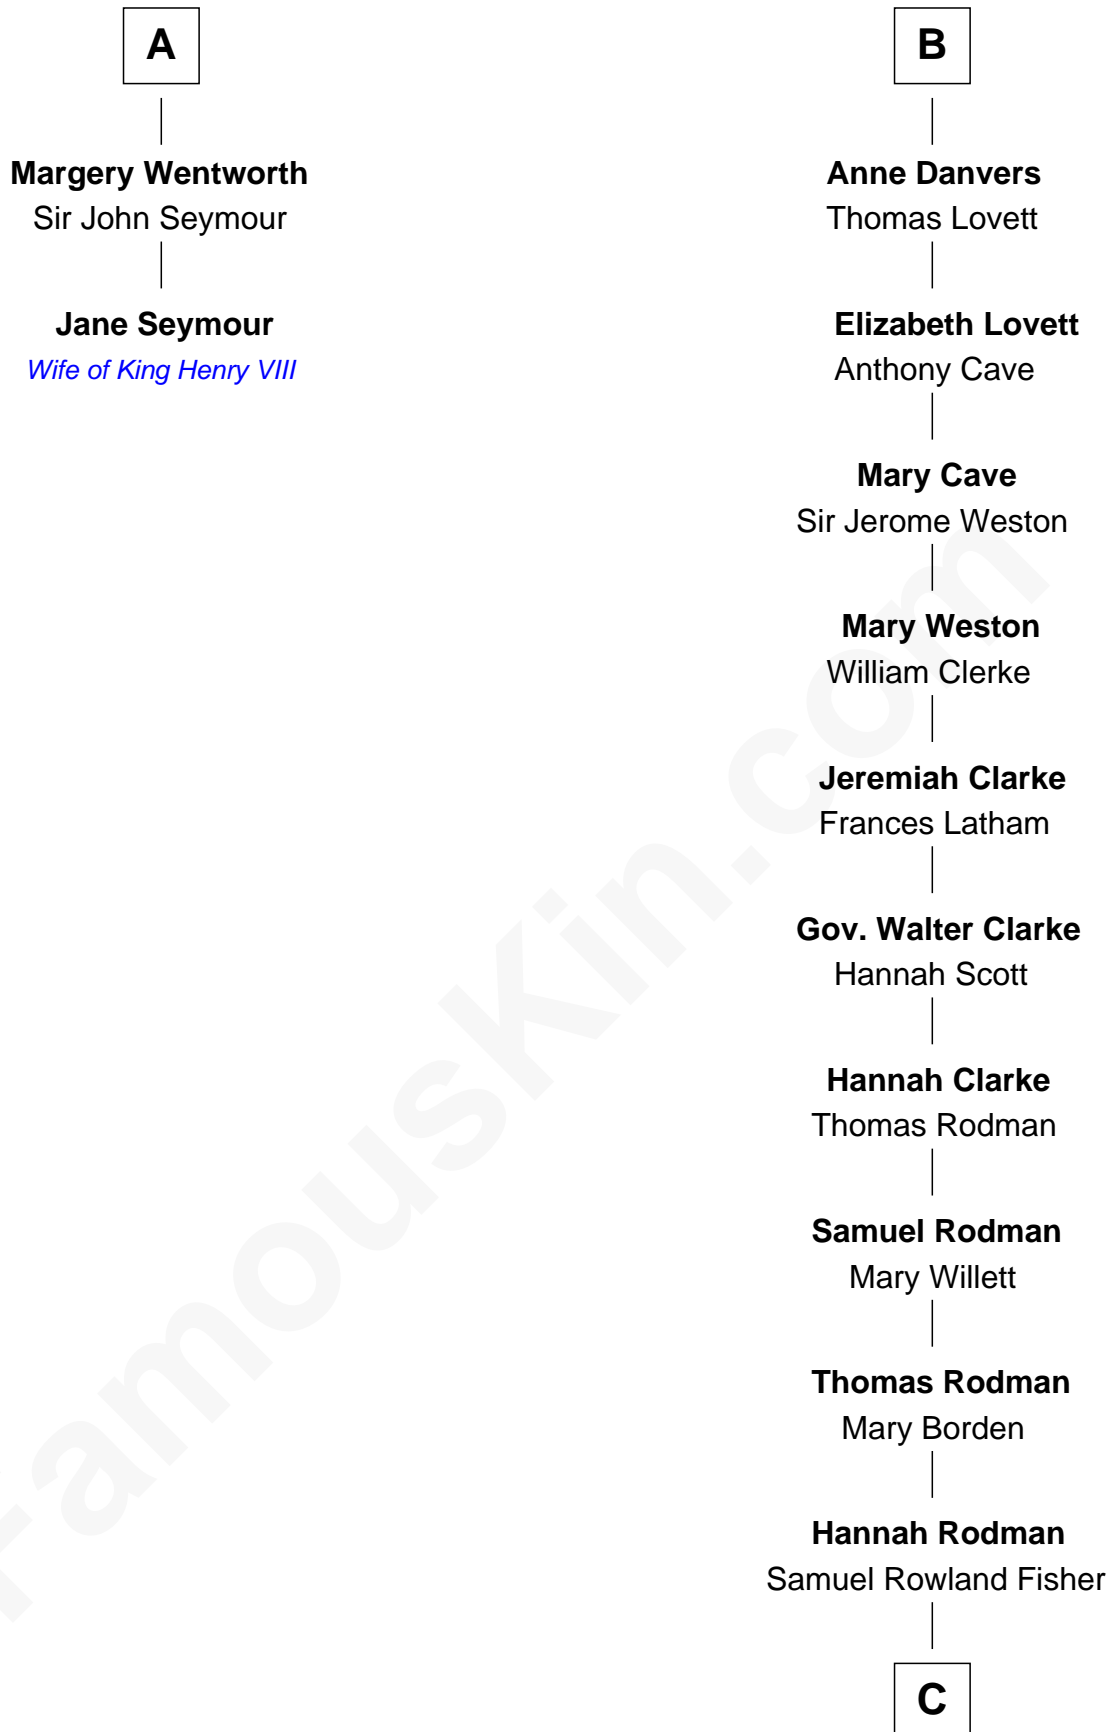 A
Margery Wentworth
Sir John Seymour
Jane Seymour
Wife of King Henry VIII
B
Anne Danvers
Thomas Lovett
Elizabeth Lovett
Anthony Cave
Mary Cave
Sir Jerome Weston
Mary Weston
William Clerke
Jeremiah Clarke
Frances Latham
Gov. Walter Clarke
Hannah Scott
Hannah Clarke
Thomas Rodman
Samuel Rodman
Mary Willett
Thomas Rodman
Mary Borden
Hannah Rodman
Samuel Rowland Fisher
C
FamousKin.com